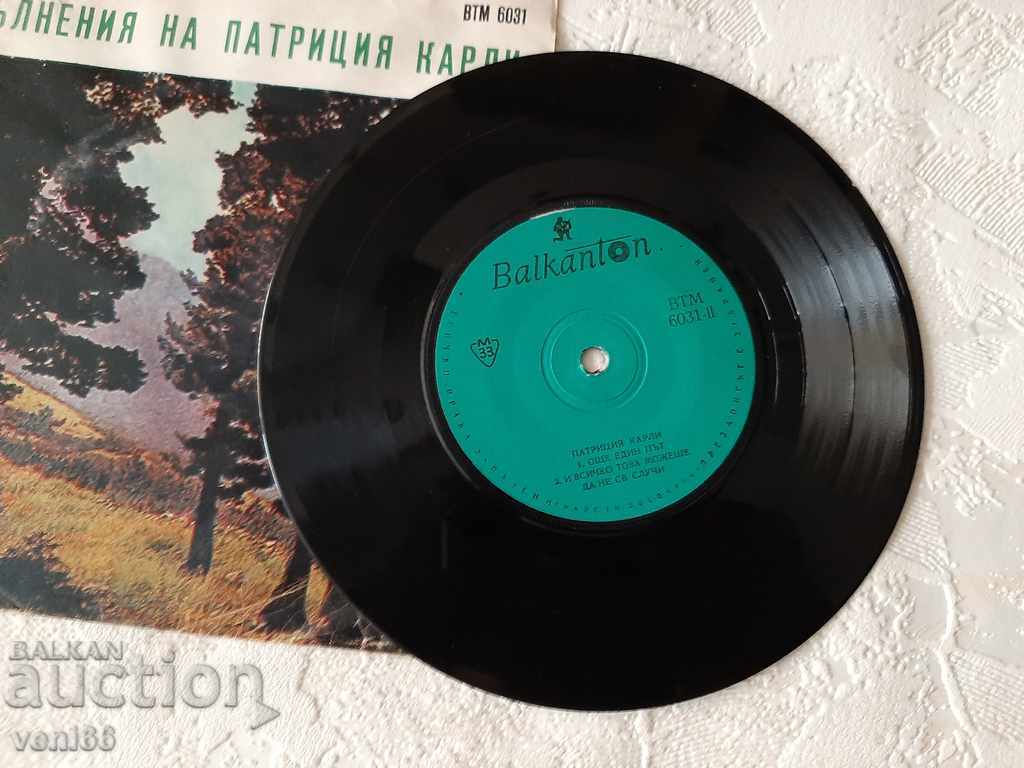 ВТМ 6031
ЪЛНЕНИЯ НА ПАТРИЦИЯ КАРЛИ
Balkanton
ВТМ
6031-II
М
33
ПАТРИЦИЯ КАРЛИ
1. ОЩЕ ЕДИН ПЪТ
2. И ВСИЧКО ТОВА МОЖЕШЕ
ДА НЕ СЕ СЛУЧИ
BALKAN
auction
voni66